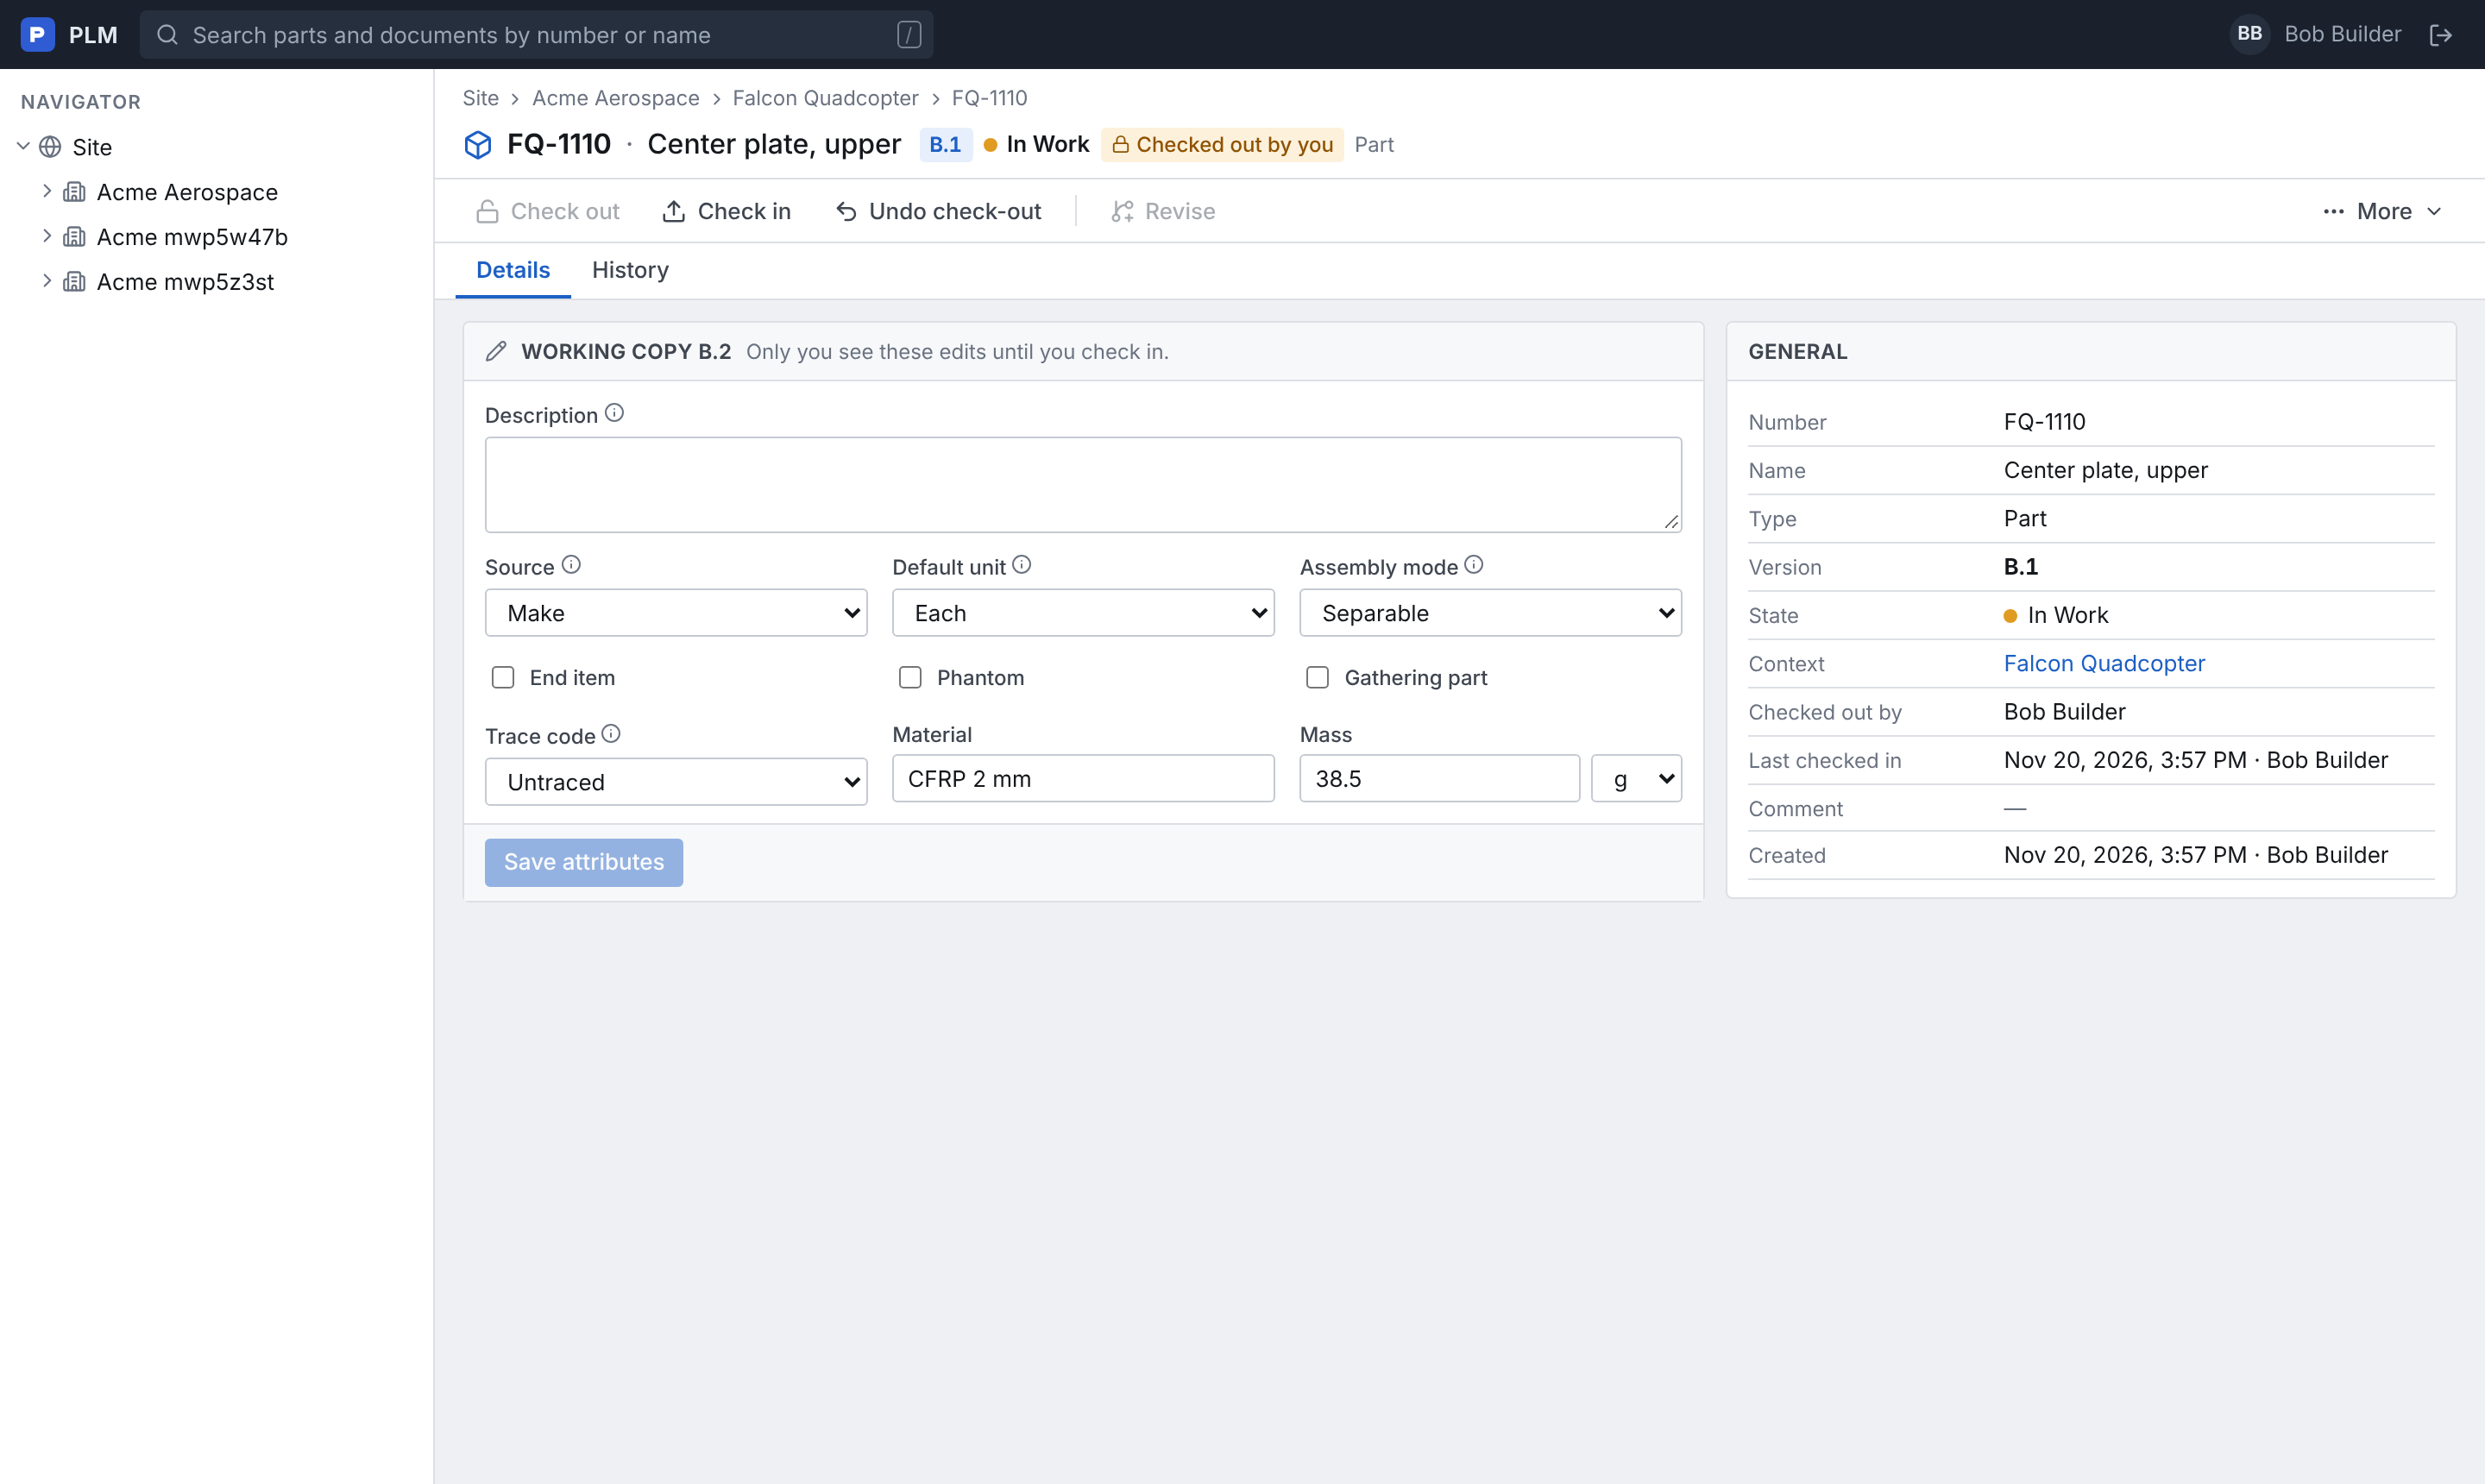 PLM
Search parts and documents by number or name /
BB Bob Builder
NAVIGATOR
Site
Acme Aerospace
Acme mwp5w47b
Acme mwp5z3st
Site › Acme Aerospace › Falcon Quadcopter › FQ-1110
FQ-1110 · Center plate, upper B.1 In Work Checked out by you Part
Check out Check in Undo check-out Revise ··· More
Details History
WORKING COPY B.2 Only you see these edits until you check in.
Description
Source Default unit Assembly mode
Make Each Separable
End item Phantom Gathering part
Trace code Material Mass
Untraced CFRP 2 mm 38.5 g
Save attributes
GENERAL
Number FQ-1110
Name Center plate, upper
Type Part
Version B.1
State In Work
Context Falcon Quadcopter
Checked out by Bob Builder
Last checked in Nov 20, 2026, 3:57 PM · Bob Builder
Comment —
Created Nov 20, 2026, 3:57 PM · Bob Builder